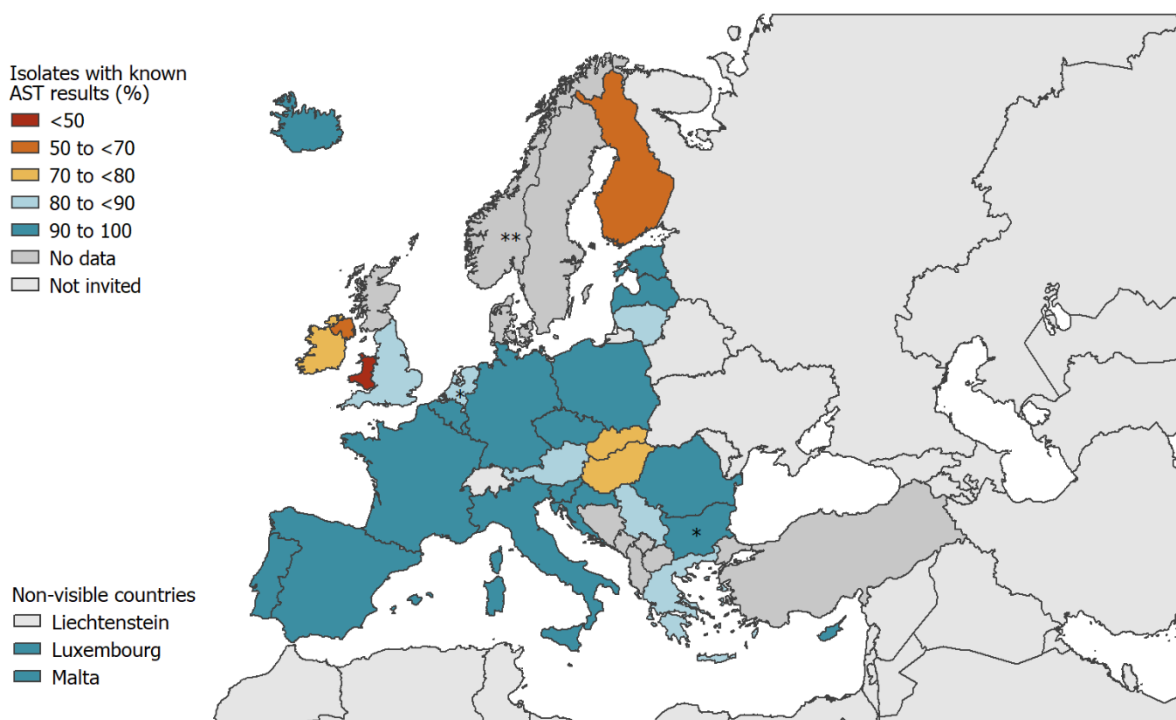 Isolates with known
AST results (%)
<50
50 to <70
70 to <80
80 to <90
90 to 100
No data
Not invited
**
*
*
Non-visible countries
Liechtenstein
Luxembourg
Malta